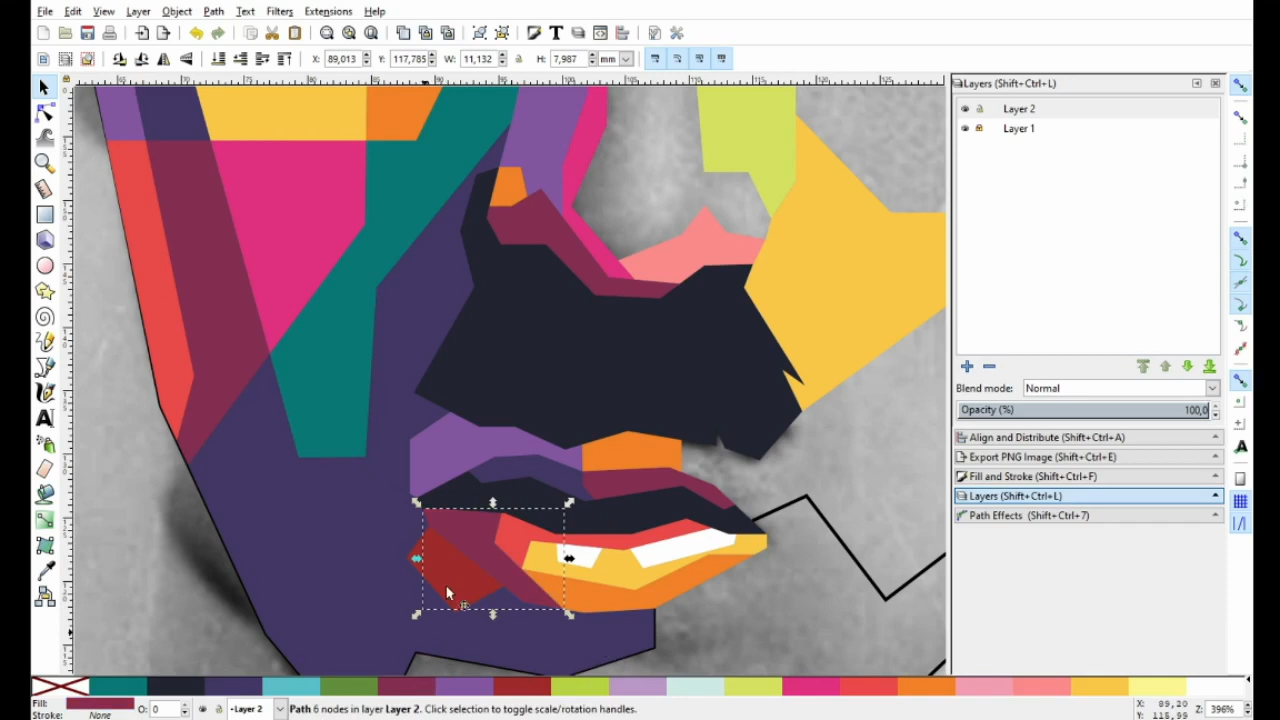 File Edit View Layer Object Path Text Filters Extensions Help
X: 89,013 Y: 117,785 W: 11,132 H: 7,987 mm
Layers (Shift+Ctrl+L)
Layer 2
Layer 1
Blend mode: Normal
Opacity (%) 100,0
Align and Distribute (Shift+Ctrl+A)
Export PNG Image (Shift+Ctrl+E)
Fill and Stroke (Shift+Ctrl+F)
Layers (Shift+Ctrl+L)
Path Effects (Shift+Ctrl+7)
Fill:
Stroke: None
O: 0
Layer 2
Path 6 nodes in layer Layer 2. Click selection to toggle scale/rotation handles.
X: 89,20
Y: 115,99
Z: 396%